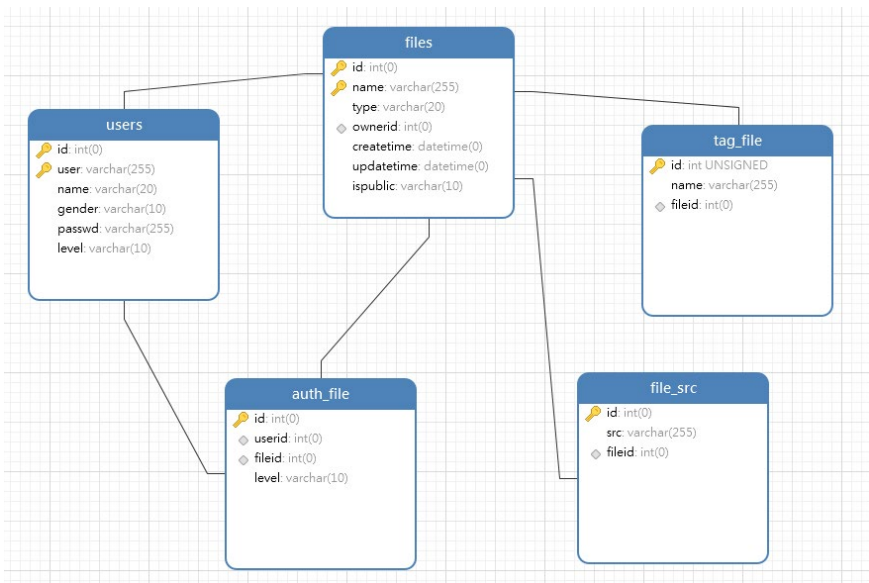 files
id: int(0)
name: varchar(255)
type: varchar(20)
ownerid: int(0)
createtime: datetime(0)
updatetime: datetime(0)
ispublic: varchar(10)
users
id: int(0)
user: varchar(255)
name: varchar(20)
gender: varchar(10)
passwd: varchar(255)
level: varchar(10)
tag_file
id: int UNSIGNED
name: varchar(255)
fileid: int(0)
auth_file
id: int(0)
userid: int(0)
fileid: int(0)
level: varchar(10)
file_src
id: int(0)
src: varchar(255)
fileid: int(0)